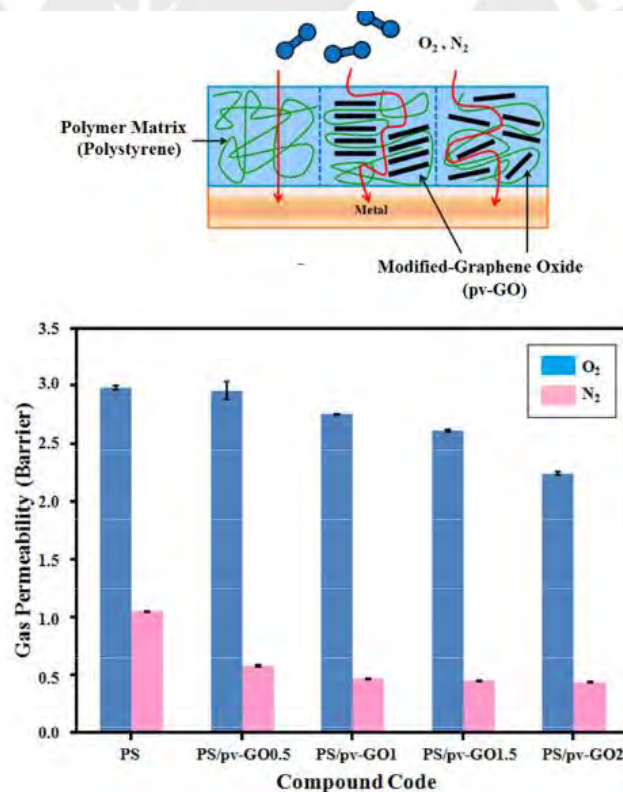 O₂ , N₂
Polymer Matrix
(Polystyrene)
Metal
Modified-Graphene Oxide
(pv-GO)
3.5
3.0
2.5
2.0
1.5
1.0
0.5
0.0
Gas Permeability (Barrier)
O₂
N₂
PS
PS/pv-GO0.5
PS/pv-GO1
PS/pv-GO1.5
PS/pv-GO2
Compound Code